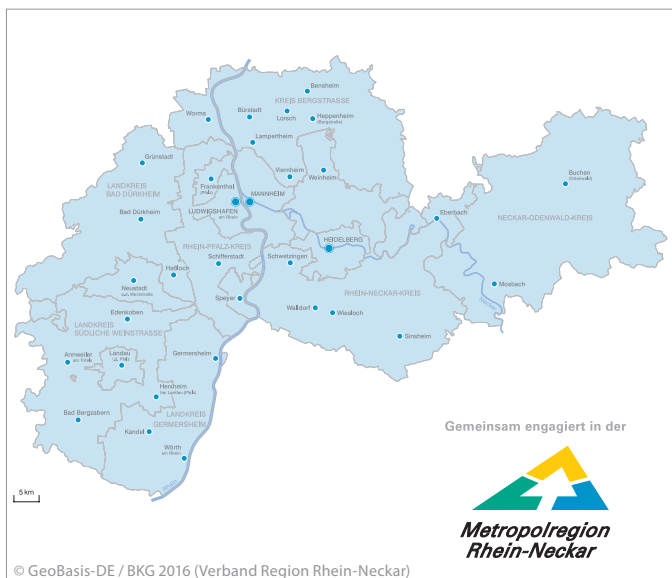 Bensheim
KREIS BERGSTRASSE
Bürstadt
Lorsch
Heppenheim
(Bergstraße)
Worms
Lampertheim
Grünstadt
Viernheim
Weinheim
LANDKREIS
BAD DÜRKHEIM
Frankenthal
(Pfalz)
MANNHEIM
LUDWIGSHAFEN
am Rhein
Buchen
(Odenwald)
Bad Dürkheim
Eberbach
NECKAR-ODENWALD-KREIS
HEIDELBERG
RHEIN-PFALZ-KREIS
Schifferstadt
Schwetzingen
Haßloch
Neustadt
a.d. Weinstraße
Mosbach
RHEIN-NECKAR-KREIS
Neckar
Speyer
Walldorf
Wiesloch
Edenkoben
LANDKREIS
SÜDLICHE WEINSTRASSE
Sinsheim
Annweiler
am Trifels
Landau
i.d. Pfalz
Germersheim
Herxheim
bei Landau (Pfalz)
Bad Bergzabern
LANDKREIS
GERMERSHEIM
Kandel
Wörth
am Rhein
Rhein
5 km
Gemeinsam engagiert in der
Metropolregion
Rhein-Neckar
© GeoBasis-DE / BKG 2016 (Verband Region Rhein-Neckar)